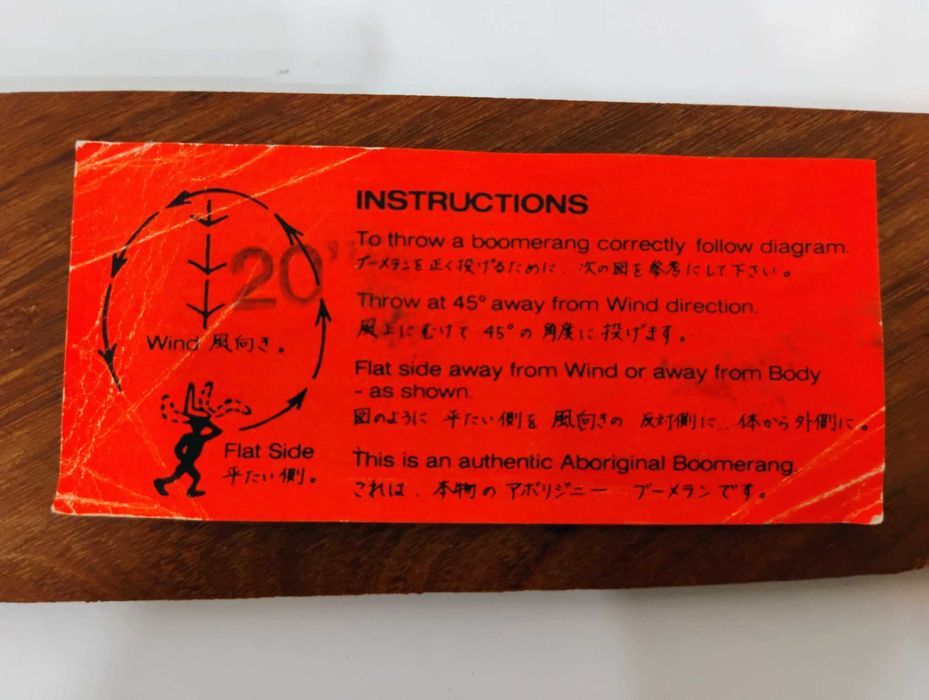 INSTRUCTIONS
To throw a boomerang correctly follow diagram.
ブーメランを正く投げるために、次の図を参考にして下さい。
Throw at 45° away from Wind direction.
風上にむけて 45°の角度に投げます。
Flat side away from Wind or away from Body
- as shown.
図のように 平たい側を 風向きの 反対側に、体から外側に。
This is an authentic Aboriginal Boomerang.
これは、本物のアボリジニー ブーメランです。
20"
Wind 風向き。
Flat Side
平たい側。